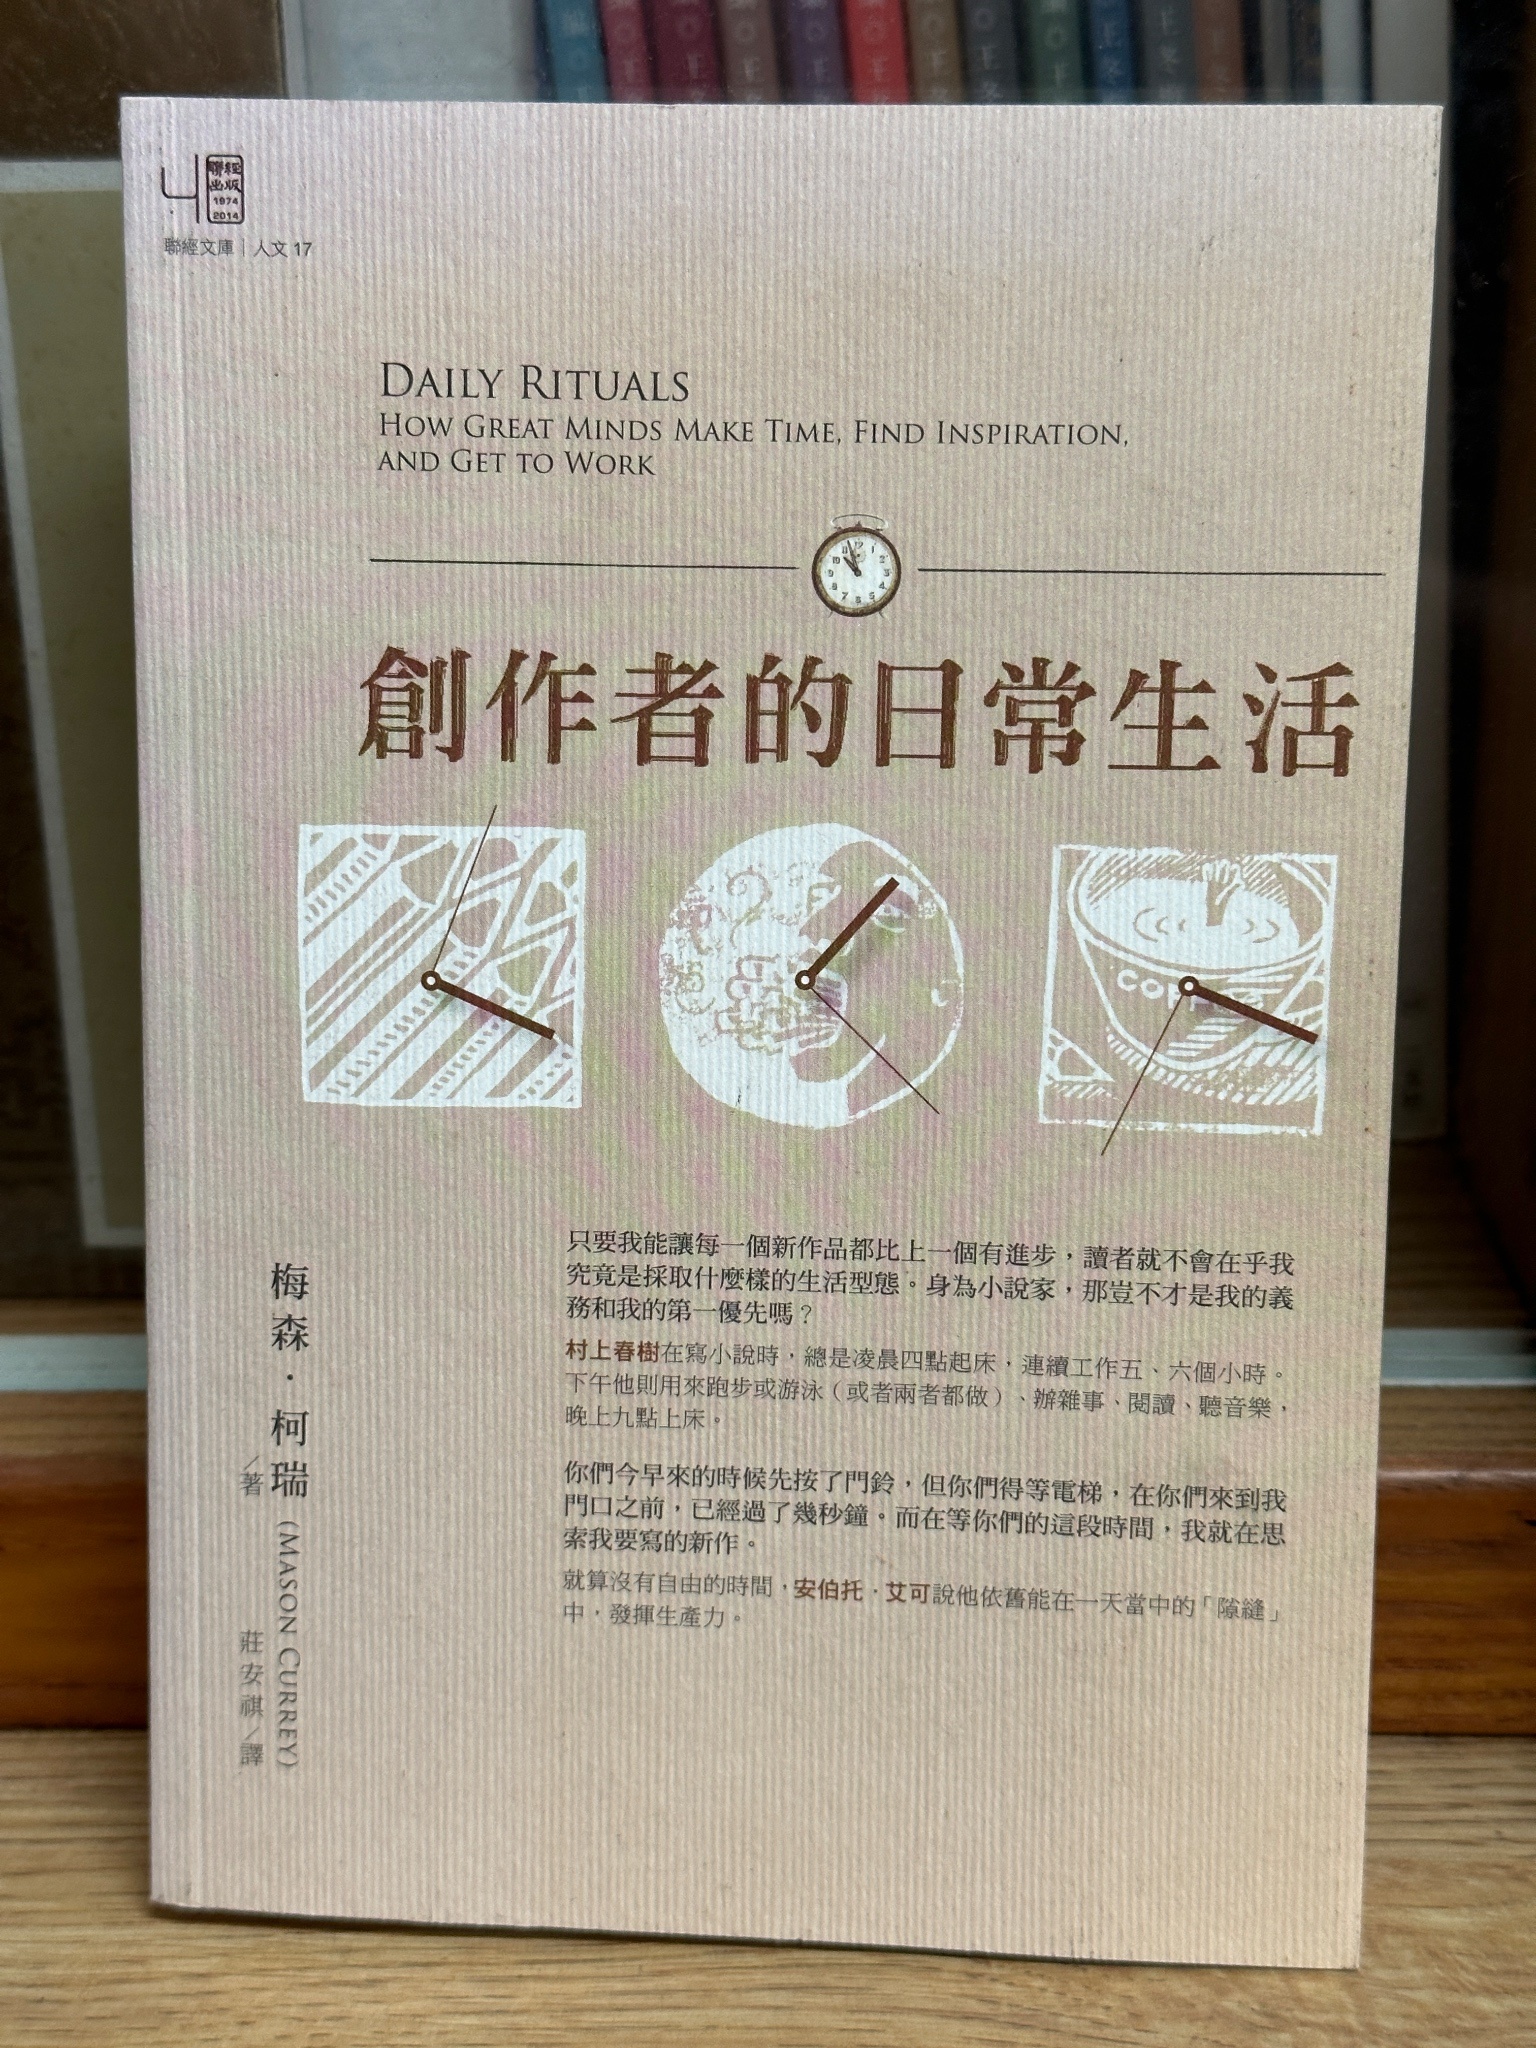 聯經
出版
1974
2014
聯經文庫｜人文 17
DAILY RITUALS
HOW GREAT MINDS MAKE TIME, FIND INSPIRATION,
AND GET TO WORK
創作者的日常生活
COF
只要我能讓每一個新作品都比上一個有進步，讀者就不會在乎我
究竟是採取什麼樣的生活型態。身為小說家，那豈不才是我的義
務和我的第一優先嗎？
村上春樹在寫小說時，總是凌晨四點起床，連續工作五、六個小時。
下午他則用來跑步或游泳（或者兩者都做）、辦雜事、閱讀、聽音樂，
晚上九點上床。
你們今早來的時候先按了門鈴，但你們得等電梯，在你們來到我
門口之前，已經過了幾秒鐘。而在等你們的這段時間，我就在思
索我要寫的新作。
就算沒有自由的時間，安伯托·艾可說他依舊能在一天當中的「隙縫」
中，發揮生產力。
梅森·柯瑞 (MASON CURREY)
／著
莊安祺／譯